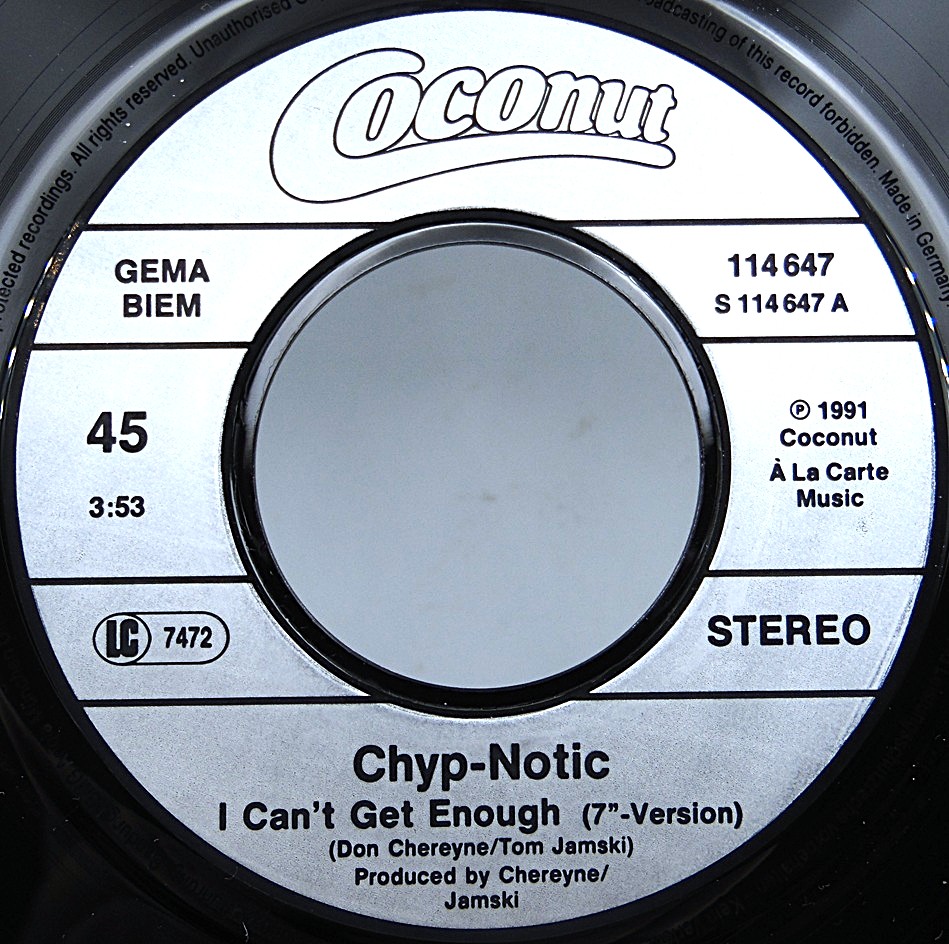 rotected recordings. All rights reserved. Unauthorised
adcasting of this record forbidden. Made in Germany
Coconut
GEMA
BIEM
114 647
S 114 647 A
45
3:53
℗ 1991
Coconut
À La Carte
Music
LC 7472
STEREO
Chyp-Notic
I Can't Get Enough (7"-Version)
(Don Chereyne/Tom Jamski)
Produced by Chereyne/
Jamski